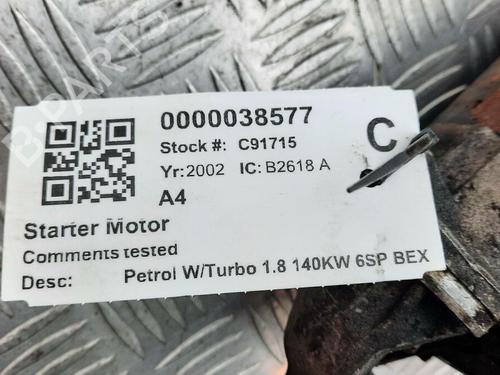 0000038577
Stock #: C91715
C
Yr:2002 IC:B2618 A
A4
Starter Motor
Comments tested
Desc: Petrol W/Turbo 1.8 140KW 6SP BEX
B-PARTS